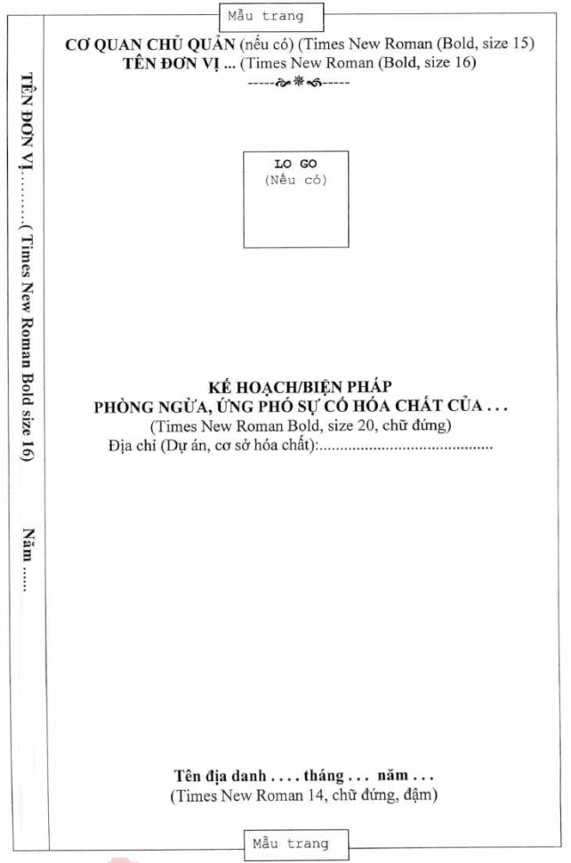 Mẫu trang
CƠ QUAN CHỦ QUẢN (nếu có) (Times New Roman (Bold, size 15)
TÊN ĐƠN VỊ ... (Times New Roman (Bold, size 16)
LO GO
(Nếu có)
TÊN ĐƠN VỊ...........( Times New Roman Bold size 16) Năm ......
KẾ HOẠCH/BIỆN PHÁP
PHÒNG NGỪA, ỨNG PHÓ SỰ CỐ HÓA CHẤT CỦA . . .
(Times New Roman Bold, size 20, chữ đứng)
Địa chỉ (Dự án, cơ sở hóa chất):..........................................
Tên địa danh . . . . tháng . . . năm . . .
(Times New Roman 14, chữ đứng, đậm)
Mẫu trang